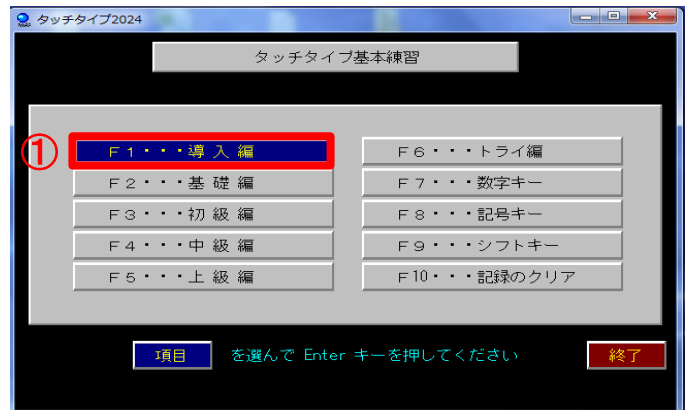 タッチタイプ2024
タッチタイプ基本練習
①
F1・・・導入編
F2・・・基礎編
F3・・・初級編
F4・・・中級編
F5・・・上級編
F6・・・トライ編
F7・・・数字キー
F8・・・記号キー
F9・・・シフトキー
F10・・・記録のクリア
項目 を選んで Enter キーを押してください 終了